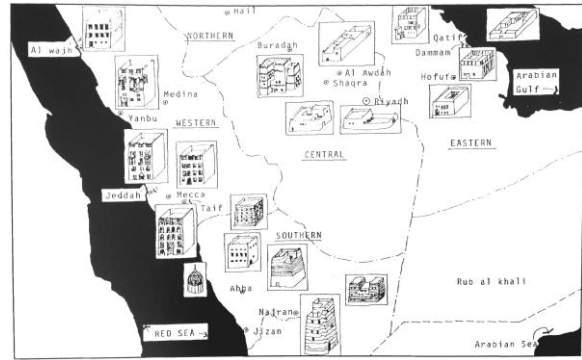 Hail
NORTHERN
Al wajh
Buradah
Qatif
Dammam
Al Awdah
Shaqra
Hofuf
Arabian
Gulf
Medina
Yanbu
Riyadh
WESTERN
CENTRAL
EASTERN
Jeddah
Mecca
Taif
SOUTHERN
Abha
Rub al khali
Najran
RED SEA
Jizan
Arabian Sea